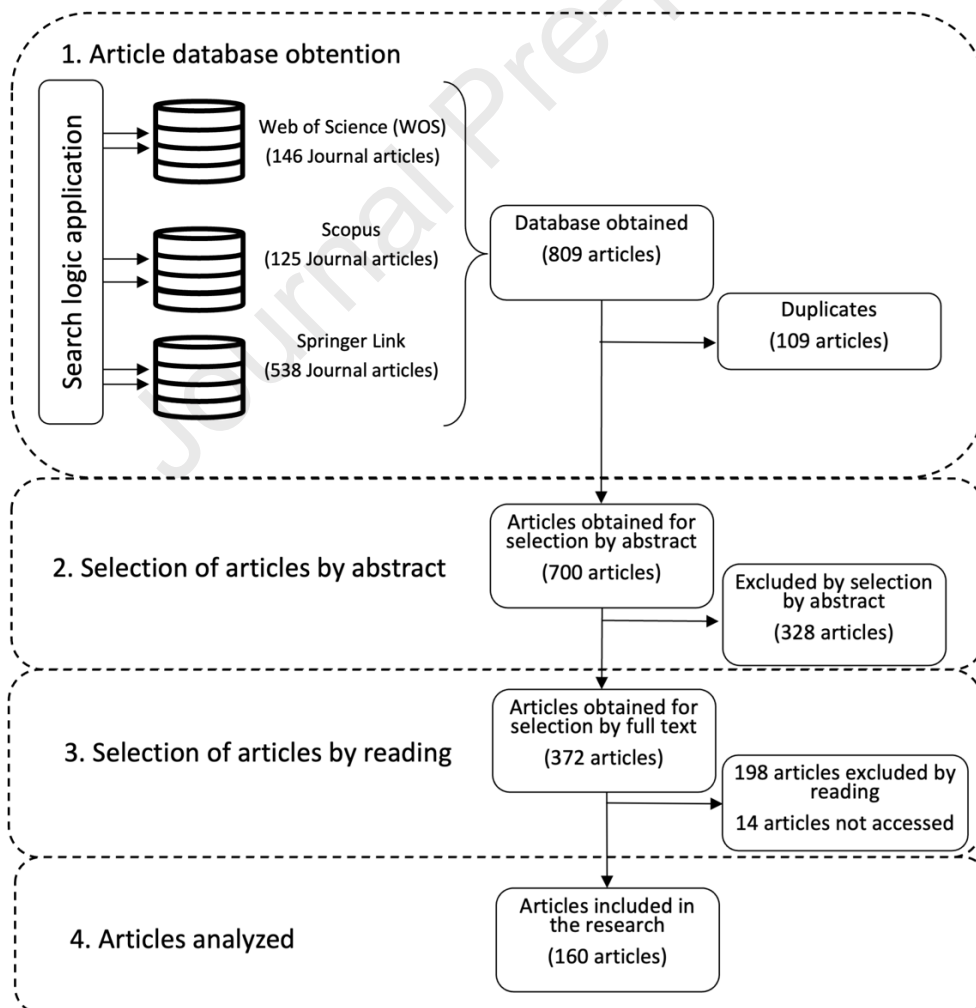 1. Article database obtention
Search logic application
Web of Science (WOS)
(146 Journal articles)
Scopus
(125 Journal articles)
Springer Link
(538 Journal articles)
Database obtained
(809 articles)
Duplicates
(109 articles)
2. Selection of articles by abstract
Articles obtained for
selection by abstract
(700 articles)
Excluded by selection
by abstract
(328 articles)
3. Selection of articles by reading
Articles obtained for
selection by full text
(372 articles)
198 articles excluded by
reading
14 articles not accessed
4. Articles analyzed
Articles included in
the research
(160 articles)
Journal Pre-